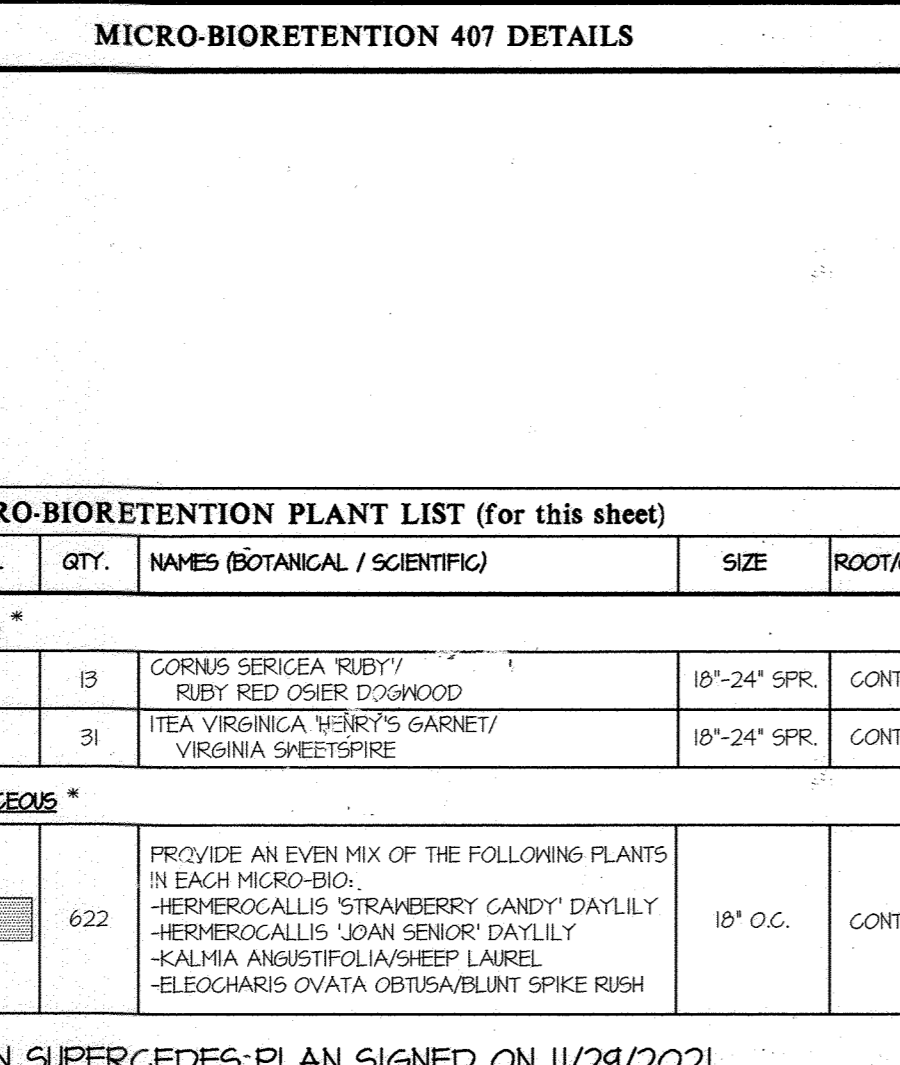 MICRO-BIORETENTION 407 DETAILS
RO-BIORETENTION PLANT LIST (for this sheet)
QTY. NAMES (BOTANICAL / SCIENTIFIC) SIZE ROOT/
*
13 CORNUS SERICEA 'RUBY'/ 18"-24" SPR. CONT
RUBY RED OSIER DOGWOOD
31 ITEA VIRGINICA 'HENRY'S GARNET/ 18"-24" SPR. CONT
VIRGINIA SWEETSPIRE
CEOUS *
622 PROVIDE AN EVEN MIX OF THE FOLLOWING PLANTS 18" O.C. CONT
IN EACH MICRO-BIO:
-HERMEROCALLIS 'STRAWBERRY CANDY' DAYLILY
-HERMEROCALLIS 'JOAN SENIOR' DAYLILY
-KALMIA ANGUSTIFOLIA/SHEEP LAUREL
-ELEOCHARIS OVATA OBTUSA/BLUNT SPIKE RUSH
N SUPERCEDES PLAN SIGNED ON 11/29/2021